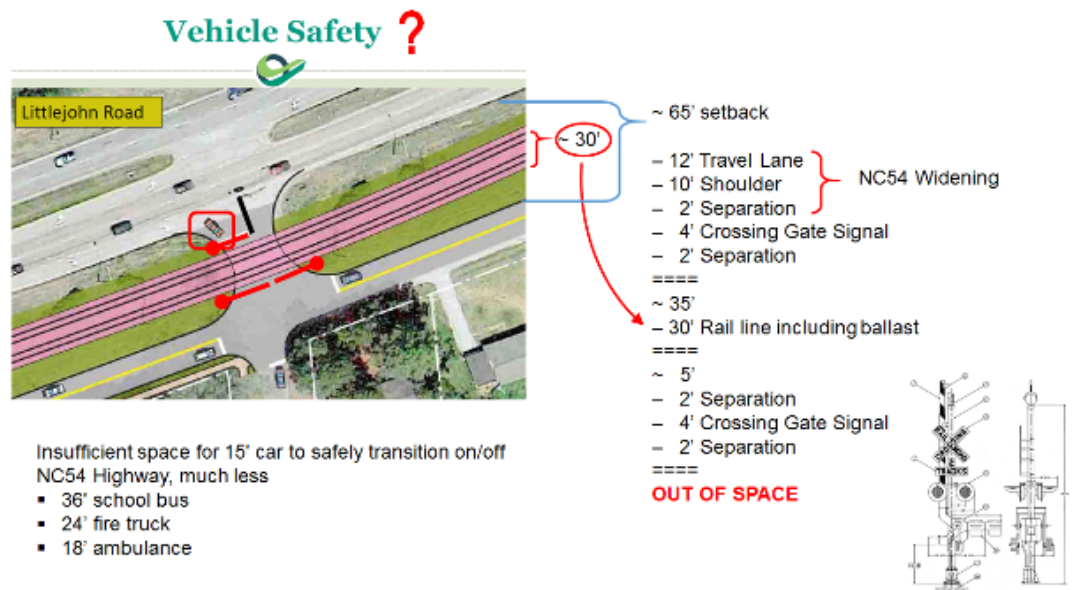 Vehicle Safety ?
Littlejohn Road
~ 30'
~ 65' setback
– 12' Travel Lane
– 10' Shoulder
– 2' Separation
NC54 Widening
– 4' Crossing Gate Signal
– 2' Separation
====
~ 35'
– 30' Rail line including ballast
====
~ 5'
– 2' Separation
– 4' Crossing Gate Signal
– 2' Separation
====
OUT OF SPACE
Insufficient space for 15' car to safely transition on/off
NC54 Highway, much less
▪ 36' school bus
▪ 24' fire truck
▪ 18' ambulance
TRACKS